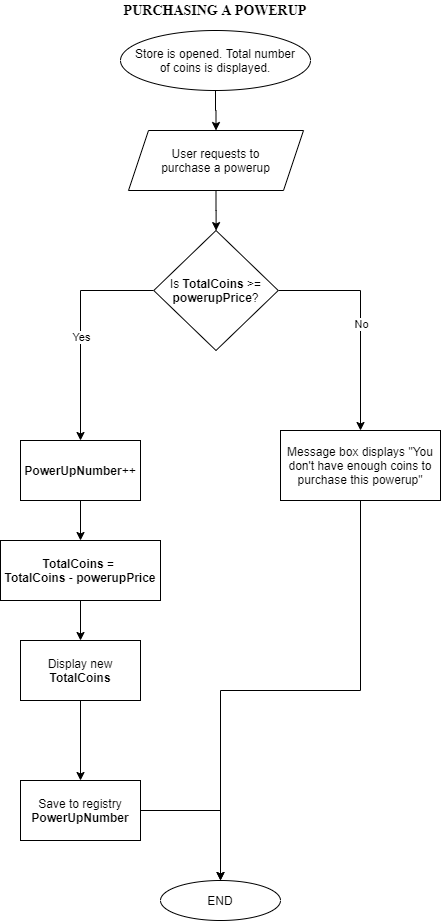 PURCHASING A POWERUP
Store is opened. Total number
of coins is displayed.
User requests to
purchase a powerup
Is TotalCoins >=
powerupPrice?
Yes
No
PowerUpNumber++
Message box displays "You
don't have enough coins to
purchase this powerup"
TotalCoins =
TotalCoins - powerupPrice
Display new
TotalCoins
Save to registry
PowerUpNumber
END